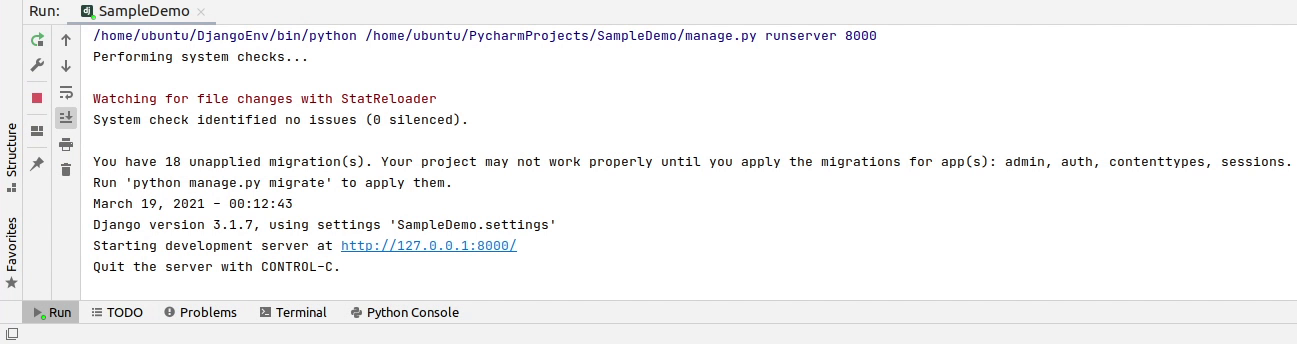 Run: SampleDemo
/home/ubuntu/DjangoEnv/bin/python /home/ubuntu/PycharmProjects/SampleDemo/manage.py runserver 8000
Performing system checks...
Watching for file changes with StatReloader
System check identified no issues (0 silenced).
You have 18 unapplied migration(s). Your project may not work properly until you apply the migrations for app(s): admin, auth, contenttypes, sessions.
Run 'python manage.py migrate' to apply them.
March 19, 2021 - 00:12:43
Django version 3.1.7, using settings 'SampleDemo.settings'
Starting development server at http://127.0.0.1:8000/
Quit the server with CONTROL-C.
Structure
Favorites
Run TODO Problems Terminal Python Console